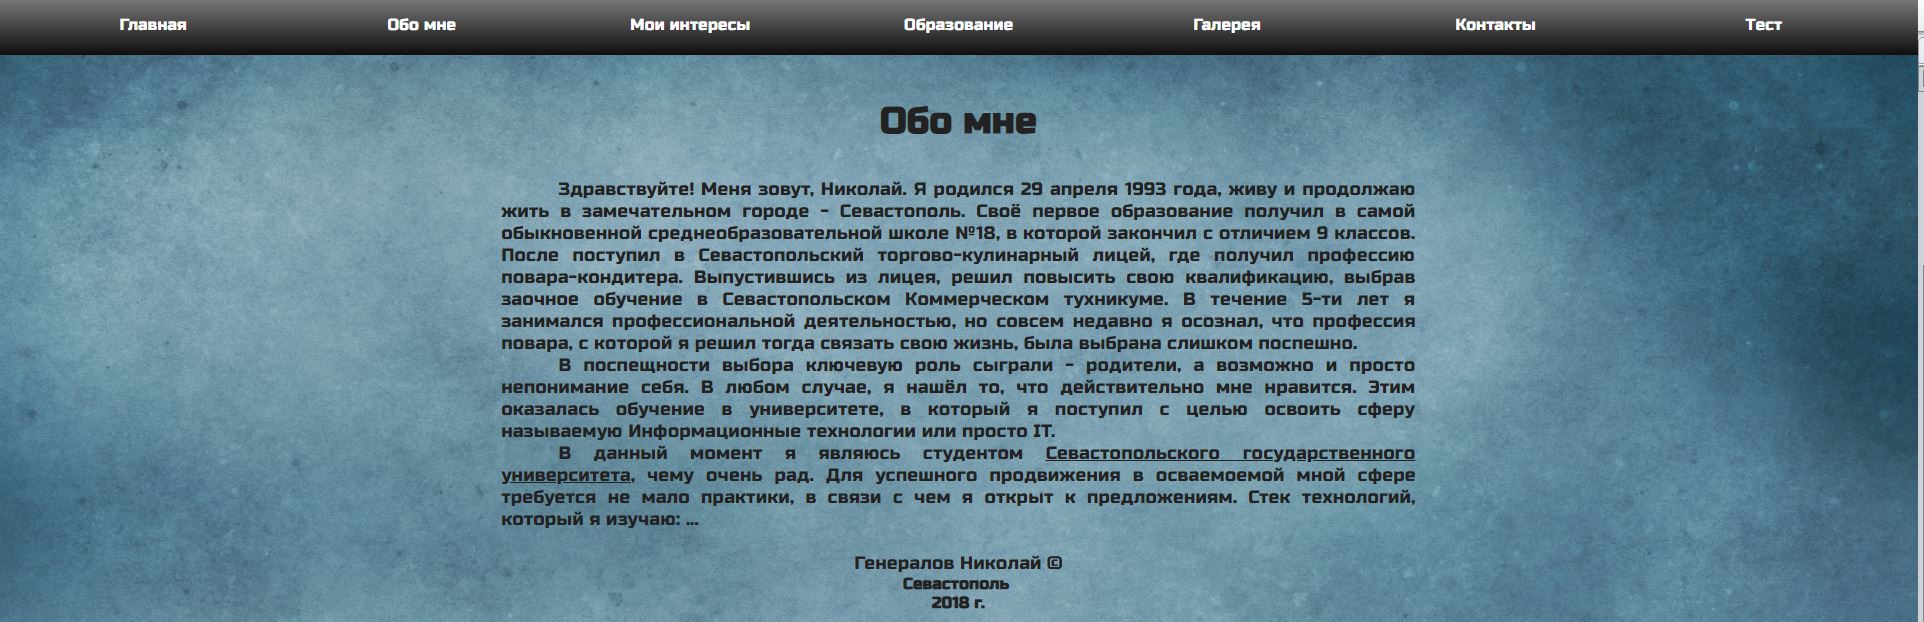 Главная Обо мне Мои интересы Образование Галерея Контакты Тест
Обо мне
Здравствуйте! Меня зовут, Николай. Я родился 29 апреля 1993 года, живу и продолжаю
жить в замечательном городе - Севастополь. Своё первое образование получил в самой
обыкновенной среднеобразовательной школе №18, в которой закончил с отличием 9 классов.
После поступил в Севастопольский торгово-кулинарный лицей, где получил профессию
повара-кондитера. Выпустившись из лицея, решил повысить свою квалификацию, выбрав
заочное обучение в Севастопольском Коммерческом тухникуме. В течение 5-ти лет я
занимался профессиональной деятельностью, но совсем недавно я осознал, что профессия
повара, с которой я решил тогда связать свою жизнь, была выбрана слишком поспешно.
В поспещности выбора ключевую роль сыграли - родители, а возможно и просто
непонимание себя. В любом случае, я нашёл то, что действительно мне нравится. Этим
оказалась обучение в университете, в который я поступил с целью освоить сферу
называемую Информационные технологии или просто IT.
В данный момент я являюсь студентом Севастопольского государственного
университета, чему очень рад. Для успешного продвижения в осваемоемой мной сфере
требуется не мало практики, в связи с чем я открыт к предложениям. Стек технологий,
который я изучаю: ...
Генералов Николай ©
Севастополь
2018 г.